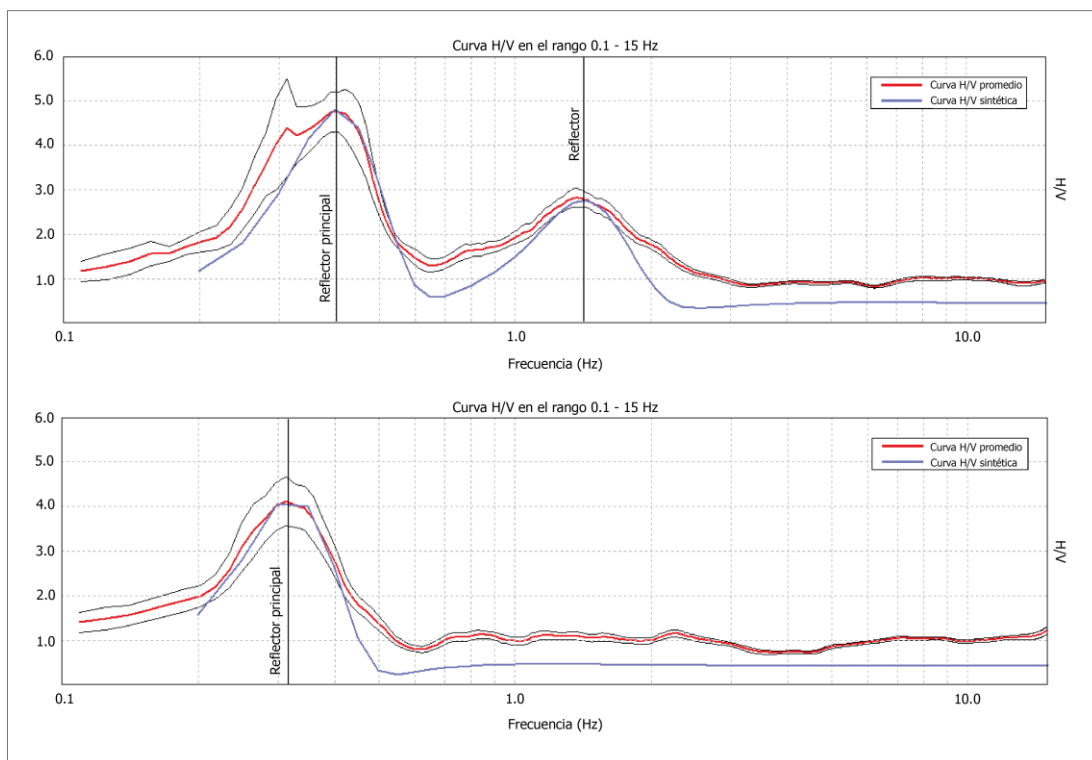 Curva H/V en el rango 0.1 - 15 Hz
6.0
5.0
4.0
3.0
2.0
1.0
Curva H/V promedio
Curva H/V sintética
Reflector principal
Reflector
H/V
0.1
1.0
10.0
Frecuencia (Hz)
Curva H/V en el rango 0.1 - 15 Hz
6.0
5.0
4.0
3.0
2.0
1.0
Curva H/V promedio
Curva H/V sintética
Reflector principal
H/V
0.1
1.0
10.0
Frecuencia (Hz)